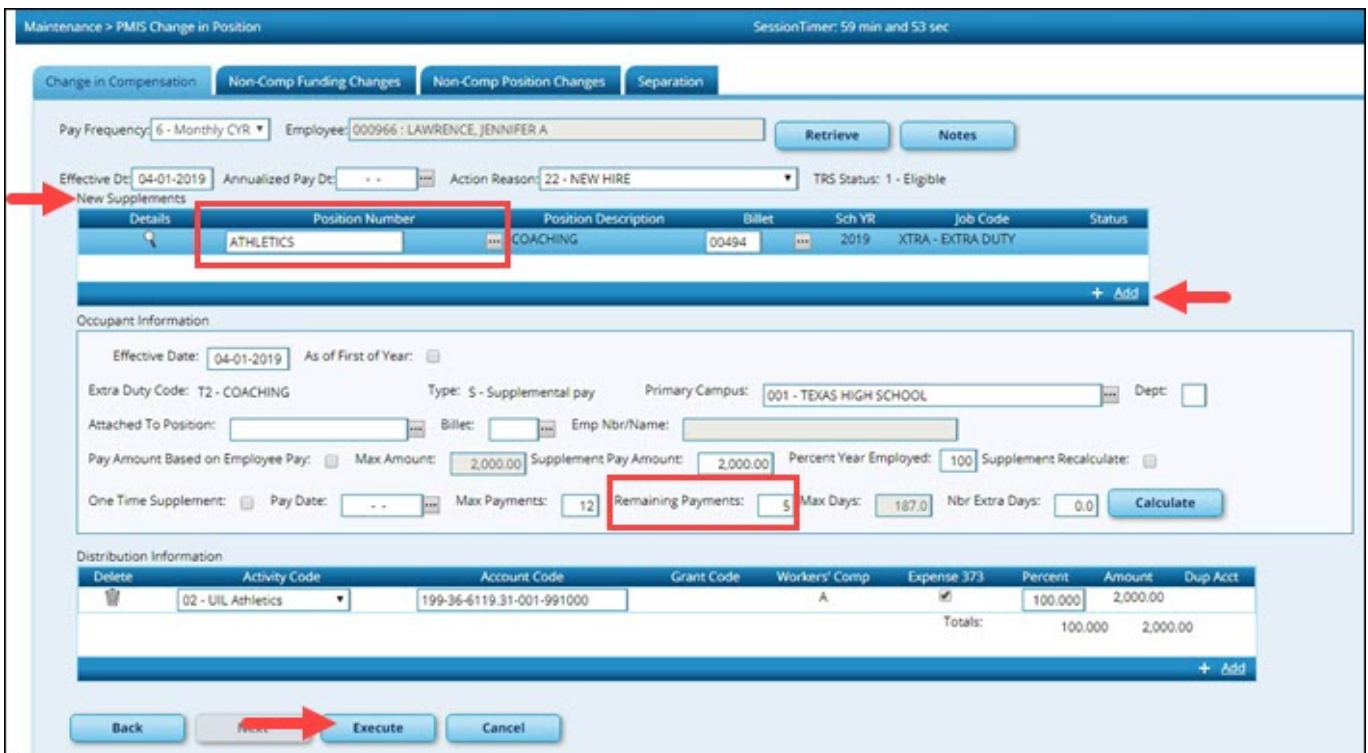 Maintenance > PMIS Change in Position SessionTimer: 59 min and 53 sec
Change in Compensation Non-Comp Funding Changes Non-Comp Position Changes Separation
Pay Frequency: 6 - Monthly CYR Employee: 000966 : LAWRENCE, JENNIFER A Retrieve Notes
Effective Dt: 04-01-2019 Annualized Pay Dt: - - Action Reason: 22 - NEW HIRE TRS Status: 1 - Eligible
New Supplements
Details Position Number Position Description Billet Sch YR Job Code Status
ATHLETICS COACHING 00494 2019 XTRA - EXTRA DUTY
+ Add
Occupant Information
Effective Date: 04-01-2019 As of First of Year:
Extra Duty Code: T2 - COACHING Type: S - Supplemental pay Primary Campus: 001 - TEXAS HIGH SCHOOL Dept:
Attached To Position: Billet: Emp Nbr/Name:
Pay Amount Based on Employee Pay: Max Amount: 2,000.00 Supplement Pay Amount: 2,000.00 Percent Year Employed: 100 Supplement Recalculate:
One Time Supplement: Pay Date: - - Max Payments: 12 Remaining Payments: 5 Max Days: 187.0 Nbr Extra Days: 0.0 Calculate
Distribution Information
Delete Activity Code Account Code Grant Code Workers' Comp Expense 373 Percent Amount Dup Acct
02 - UIL Athletics 199-36-6119.31-001-991000 A 100.000 2,000.00
Totals: 100.000 2,000.00
+ Add
Back Execute Cancel